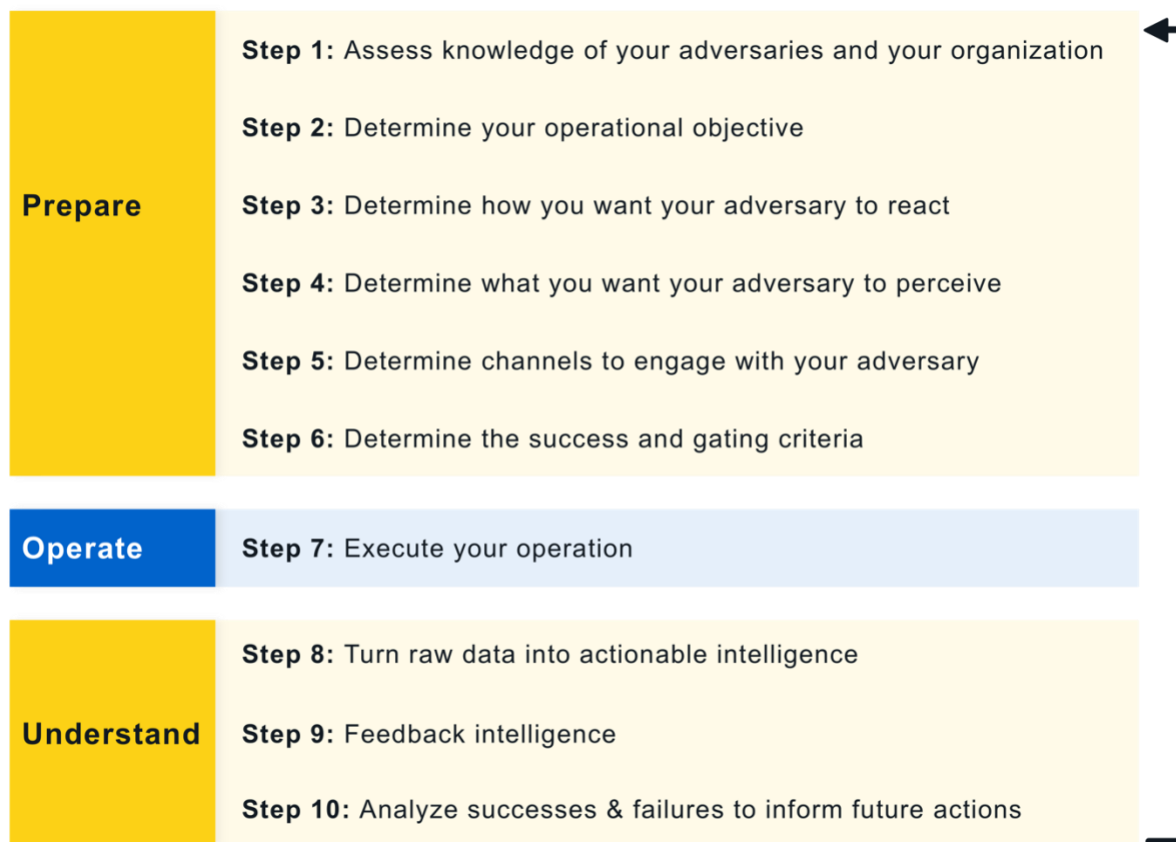 Prepare
Step 1: Assess knowledge of your adversaries and your organization
Step 2: Determine your operational objective
Step 3: Determine how you want your adversary to react
Step 4: Determine what you want your adversary to perceive
Step 5: Determine channels to engage with your adversary
Step 6: Determine the success and gating criteria
Operate
Step 7: Execute your operation
Understand
Step 8: Turn raw data into actionable intelligence
Step 9: Feedback intelligence
Step 10: Analyze successes & failures to inform future actions